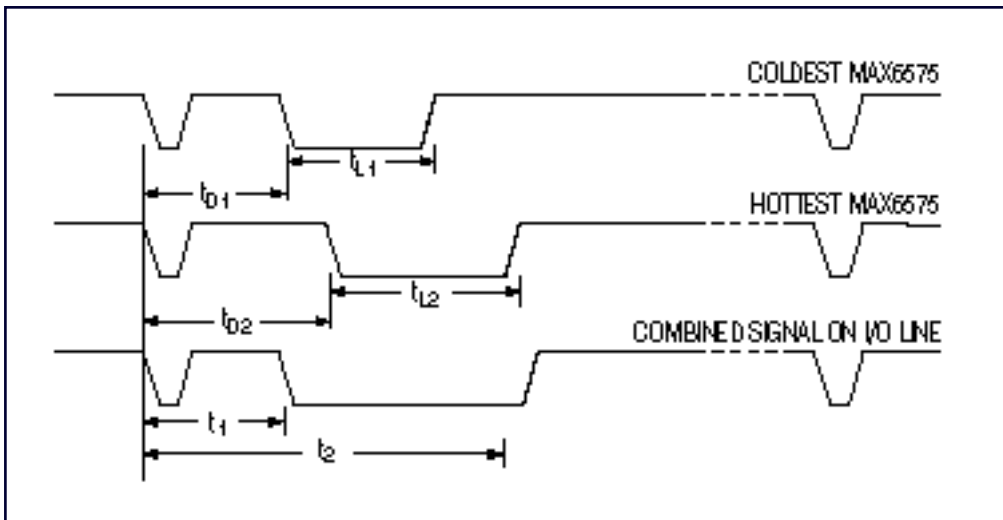 COLDEST MAX6575
tL1
tD1
HOTTEST MAX6575
tL2
tD2
COMBINED SIGNAL ON I/O LINE
t1
t2